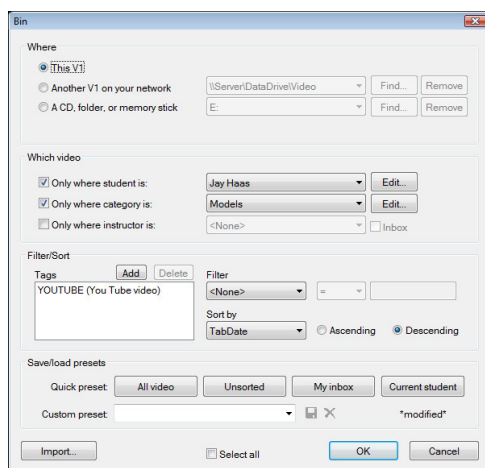 Bin
Where
This V1
Another V1 on your network \\Server\DataDrive\Video Find... Remove
A CD, folder, or memory stick E: Find... Remove
Which video
Only where student is: Jay Haas Edit...
Only where category is: Models Edit...
Only where instructor is: <None> Inbox
Filter/Sort
Tags Add Delete Filter
YOUTUBE (You Tube video) <None> =
Sort by
TabDate Ascending Descending
Save/load presets
Quick preset: All video Unsorted My inbox Current student
Custom preset: *modified*
Import... Select all OK Cancel